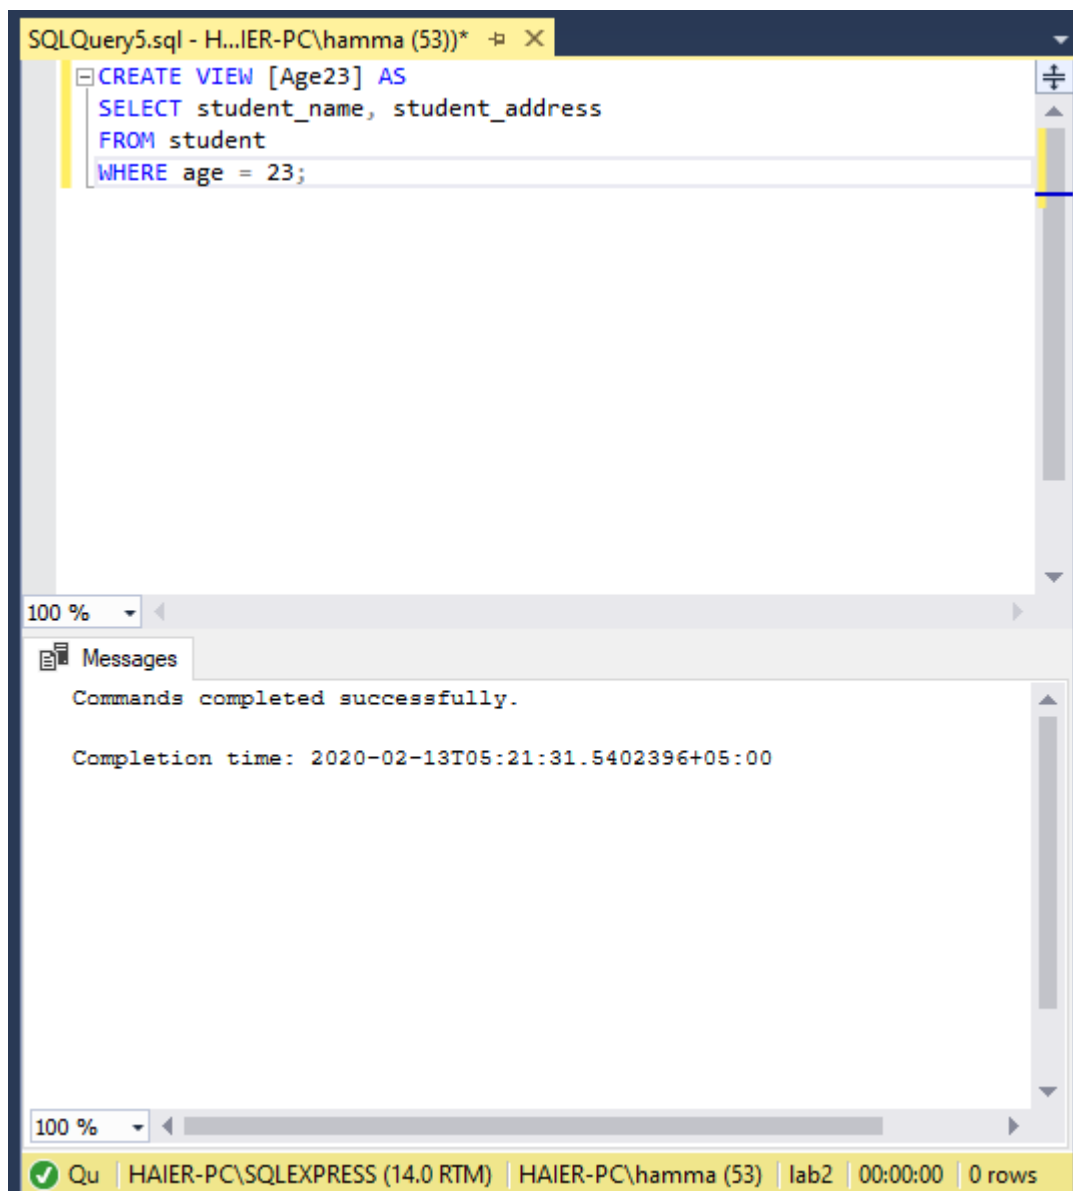 SQLQuery5.sql - H...IER-PC\hamma (53))*
CREATE VIEW [Age23] AS
SELECT student_name, student_address
FROM student
WHERE age = 23;
100 %
Messages
Commands completed successfully.
Completion time: 2020-02-13T05:21:31.5402396+05:00
100 %
Qu HAIER-PC\SQLEXPRESS (14.0 RTM) HAIER-PC\hamma (53) lab2 00:00:00 0 rows